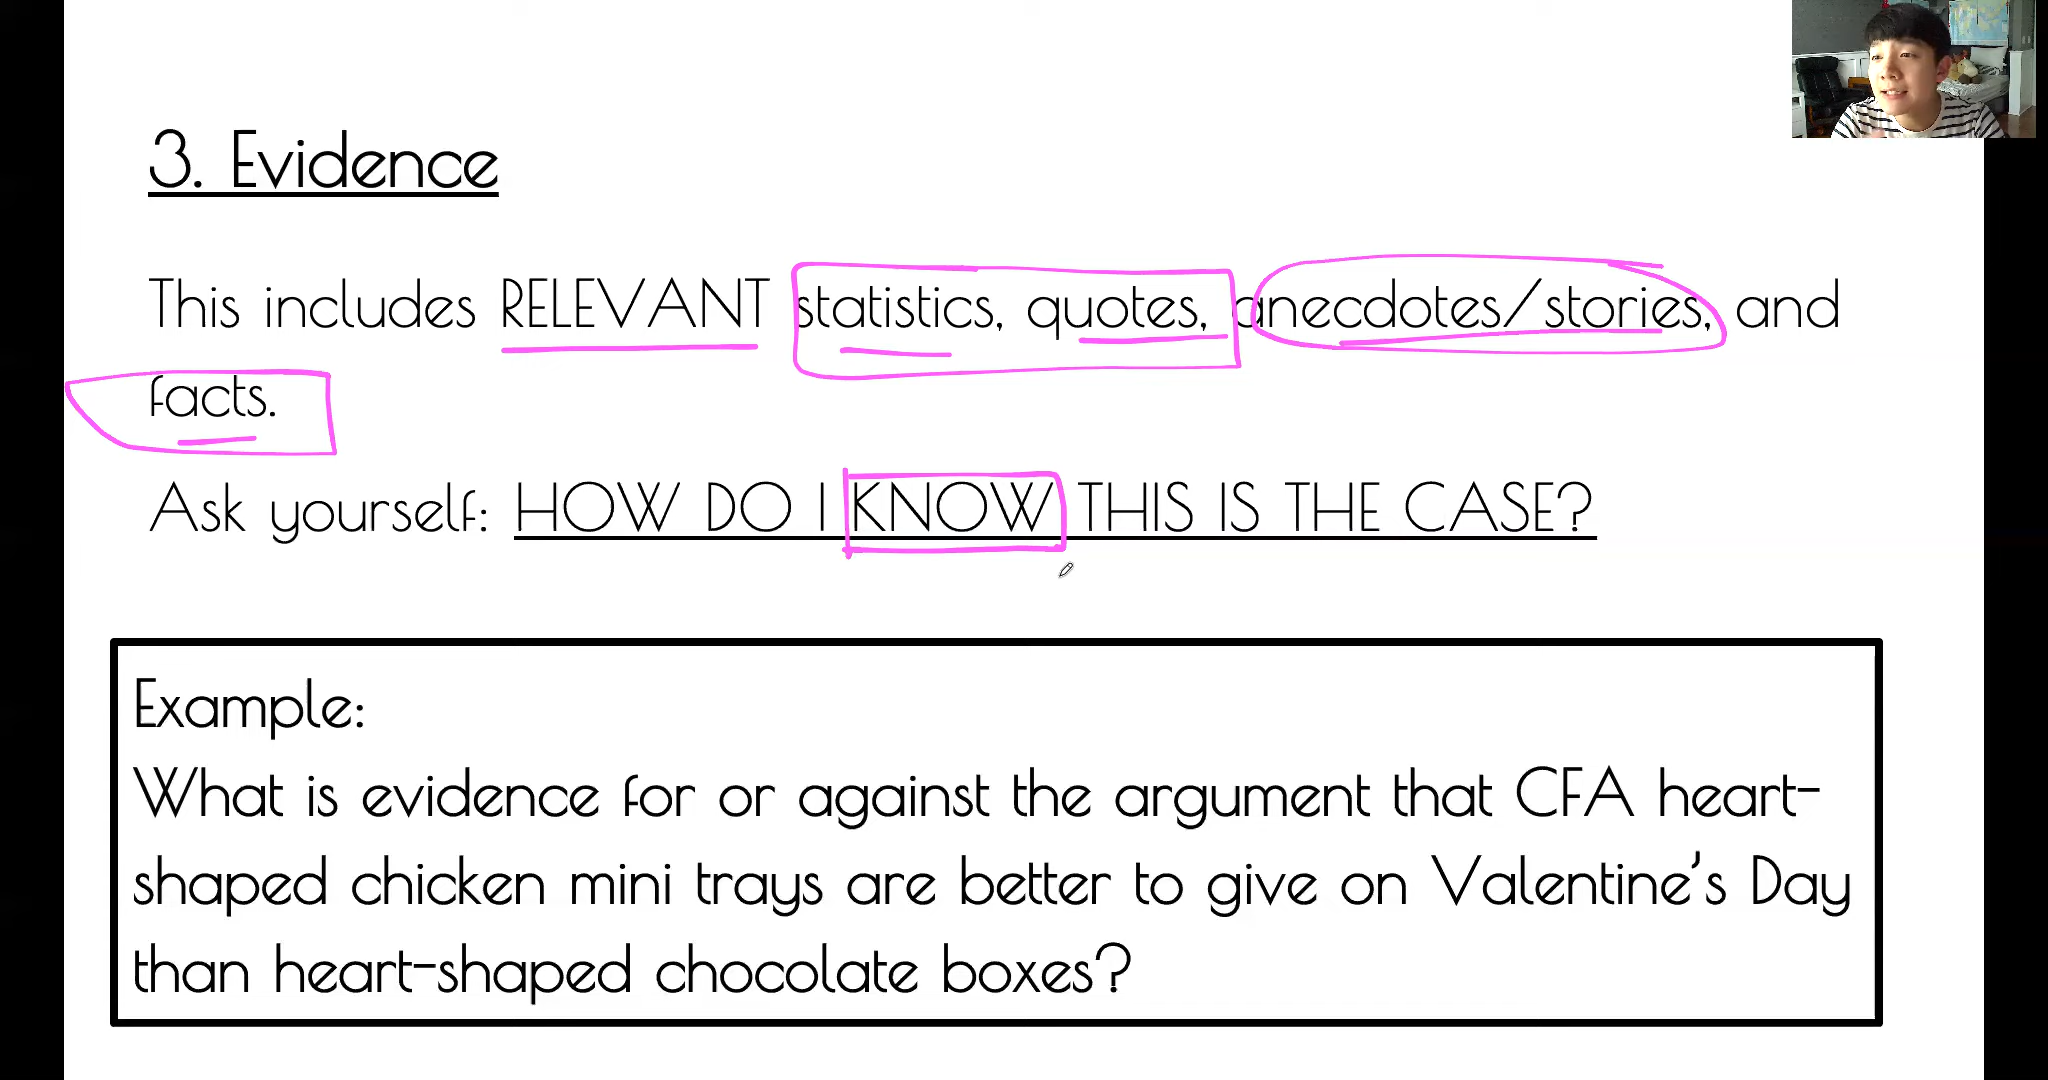 3. Evidence
This includes RELEVANT statistics, quotes, anecdotes/stories, and
facts.
Ask yourself: HOW DO I KNOW THIS IS THE CASE?
Example:
What is evidence for or against the argument that CFA heart-
shaped chicken mini trays are better to give on Valentine's Day
than heart-shaped chocolate boxes?